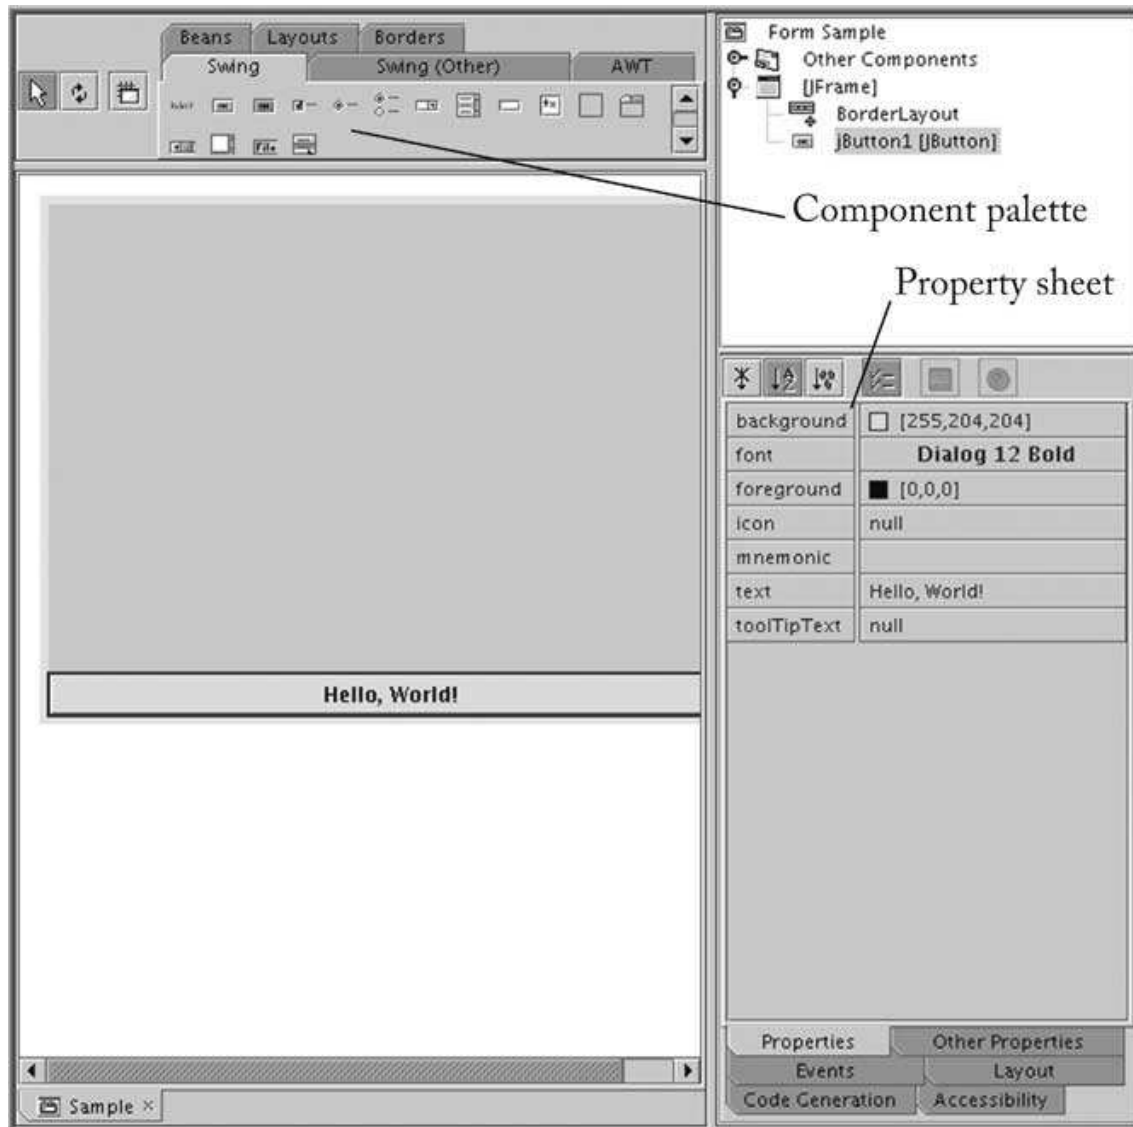 Beans Layouts Borders
Swing Swing (Other) AWT
Form Sample
Other Components
[JFrame]
BorderLayout
jButton1 [JButton]
Component palette
Property sheet
background [255,204,204]
font Dialog 12 Bold
foreground [0,0,0]
icon null
mnemonic
text Hello, World!
toolTipText null
Hello, World!
Properties Other Properties
Events Layout
Code Generation Accessibility
Sample ×